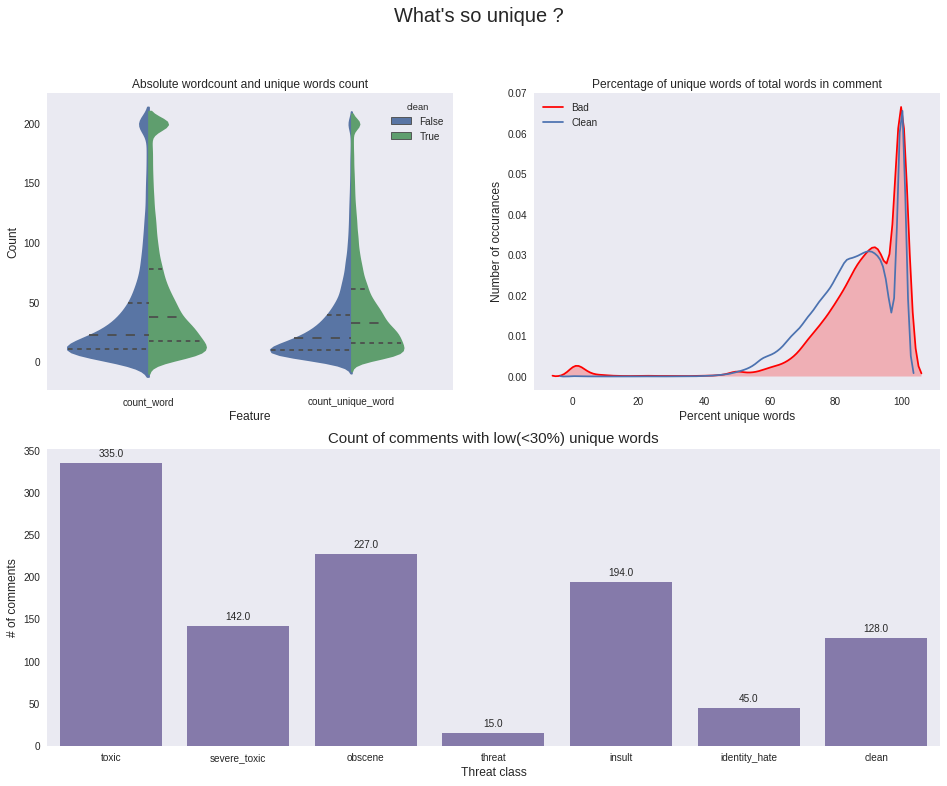 What's so unique ?
Absolute wordcount and unique words count
Count
200
150
100
50
0
clean
False
True
count_word
count_unique_word
Feature
Percentage of unique words of total words in comment
Number of occurances
0.07
0.06
0.05
0.04
0.03
0.02
0.01
0.00
Bad
Clean
0 20 40 60 80 100
Percent unique words
Count of comments with low(<30%) unique words
# of comments
350
300
250
200
150
100
50
0
335.0
142.0
227.0
15.0
194.0
45.0
128.0
toxic severe_toxic obscene threat insult identity_hate clean
Threat class